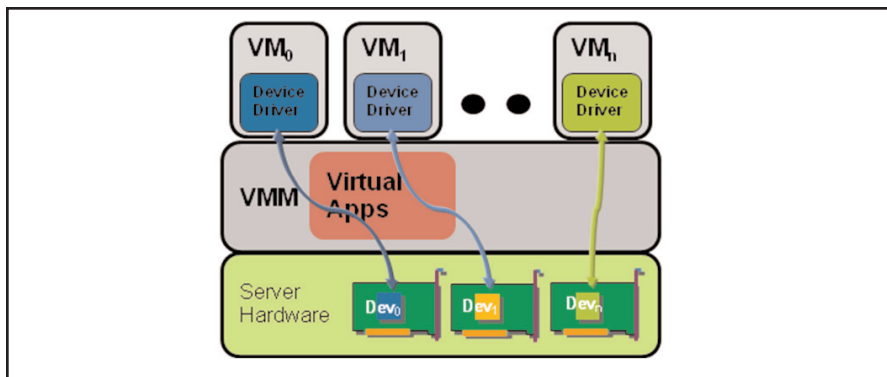 VM0
VM1
VMn
Device
Driver
Device
Driver
Device
Driver
VMM
Virtual
Apps
Server
Hardware
Dev0
Dev1
Devn